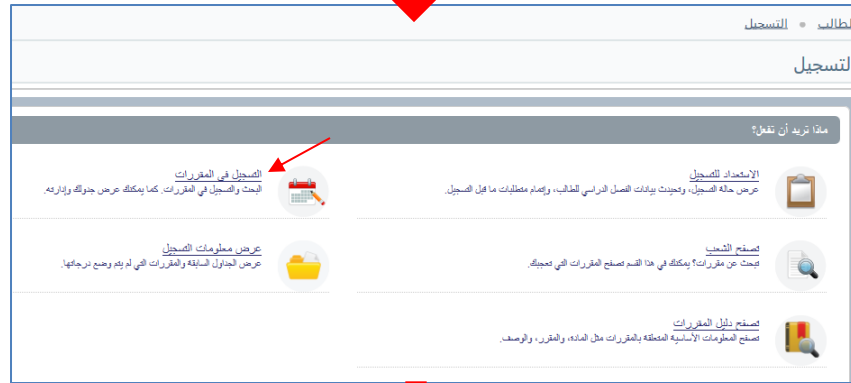 الطالب • التسجيل
التسجيل
ماذا تريد أن تفعل؟
الاستعداد للتسجيل
عرض حالة التسجيل، وتحديث بيانات الفصل الدراسي للطالب، وإتمام متطلبات ما قبل التسجيل.
التسجيل في المقررات
البحث والتسجيل في المقررات. كما يمكنك عرض جدولك وإدارته.
تصفح الشعب
تبحث عن مقررات؟ يمكنك في هذا القسم تصفح المقررات التي تعجبك.
عرض معلومات التسجيل
عرض الجداول السابقة والمقررات التي لم يتم وضع درجاتها.
تصفح دليل المقررات
تصفح المعلومات الأساسية المتعلقة بالمقررات مثل المادة، والمقرر، والوصف.